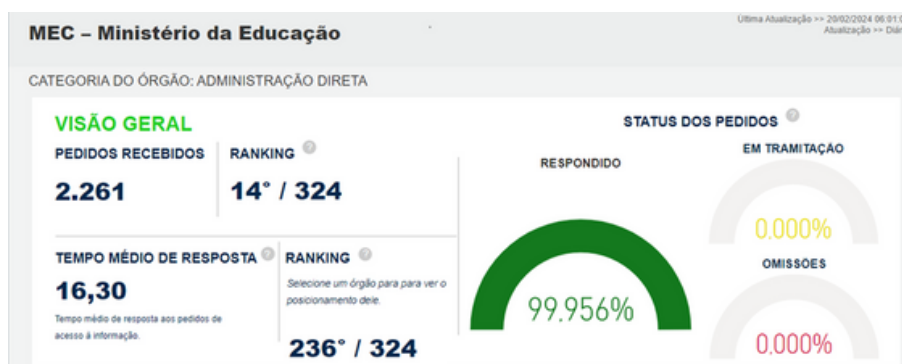 Última Atualização >> 20/02/2024 06:01:0
Atualização >> Diár
MEC – Ministério da Educação
CATEGORIA DO ÓRGÃO: ADMINISTRAÇÃO DIRETA
VISÃO GERAL
PEDIDOS RECEBIDOS
2.261
RANKING ?
14° / 324
TEMPO MÉDIO DE RESPOSTA ?
16,30
Tempo médio de resposta aos pedidos de
acesso à informação.
RANKING ?
Selecione um órgão para para ver o
posicionamento dele.
236° / 324
STATUS DOS PEDIDOS ?
RESPONDIDO
99.956%
EM TRAMITAÇÃO
0.000%
OMISSÕES
0.000%